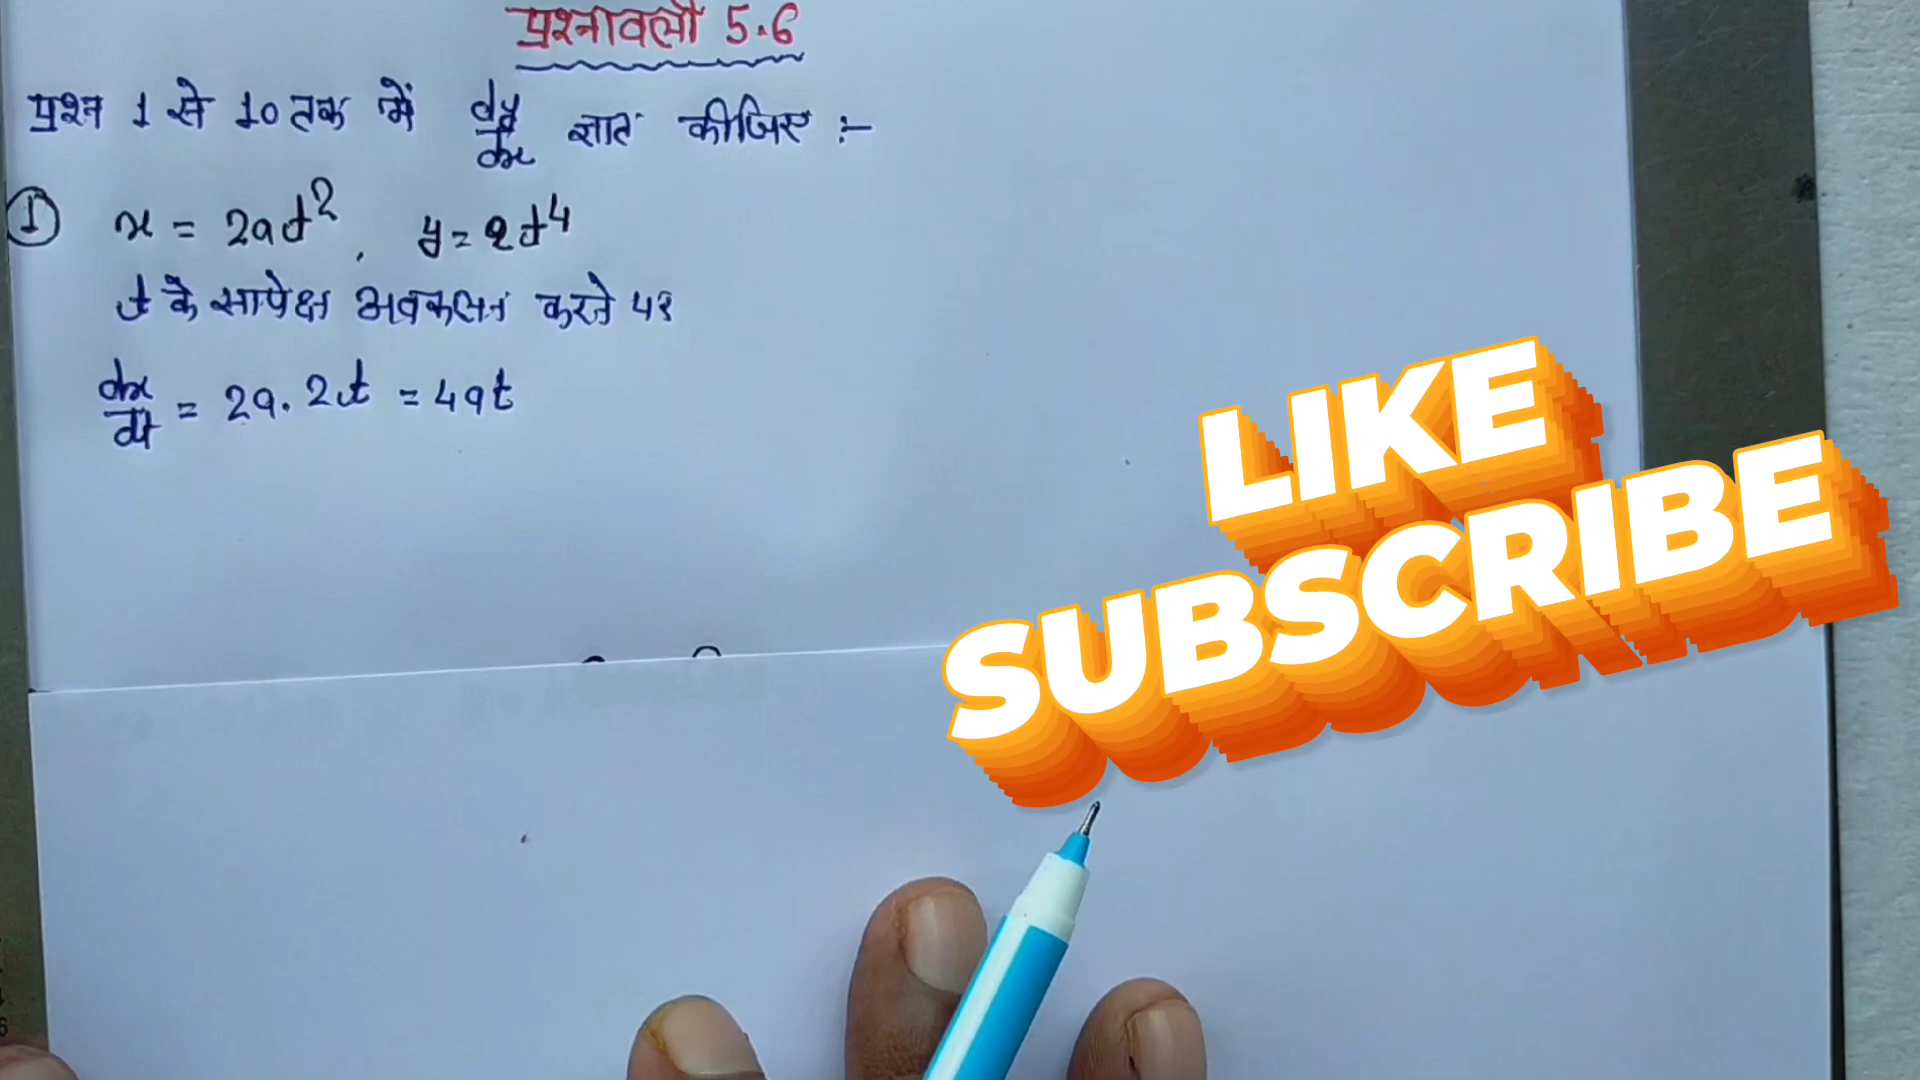 प्रश्नावली 5.6
प्रश्न 1 से 10 तक में dy/dx ज्ञात कीजिए :-
① x = 2at², y = at⁴
t के सापेक्ष अवकलन करने पर
dx/dt = 2a. 2t = 4at
LIKE
SUBSCRIBE